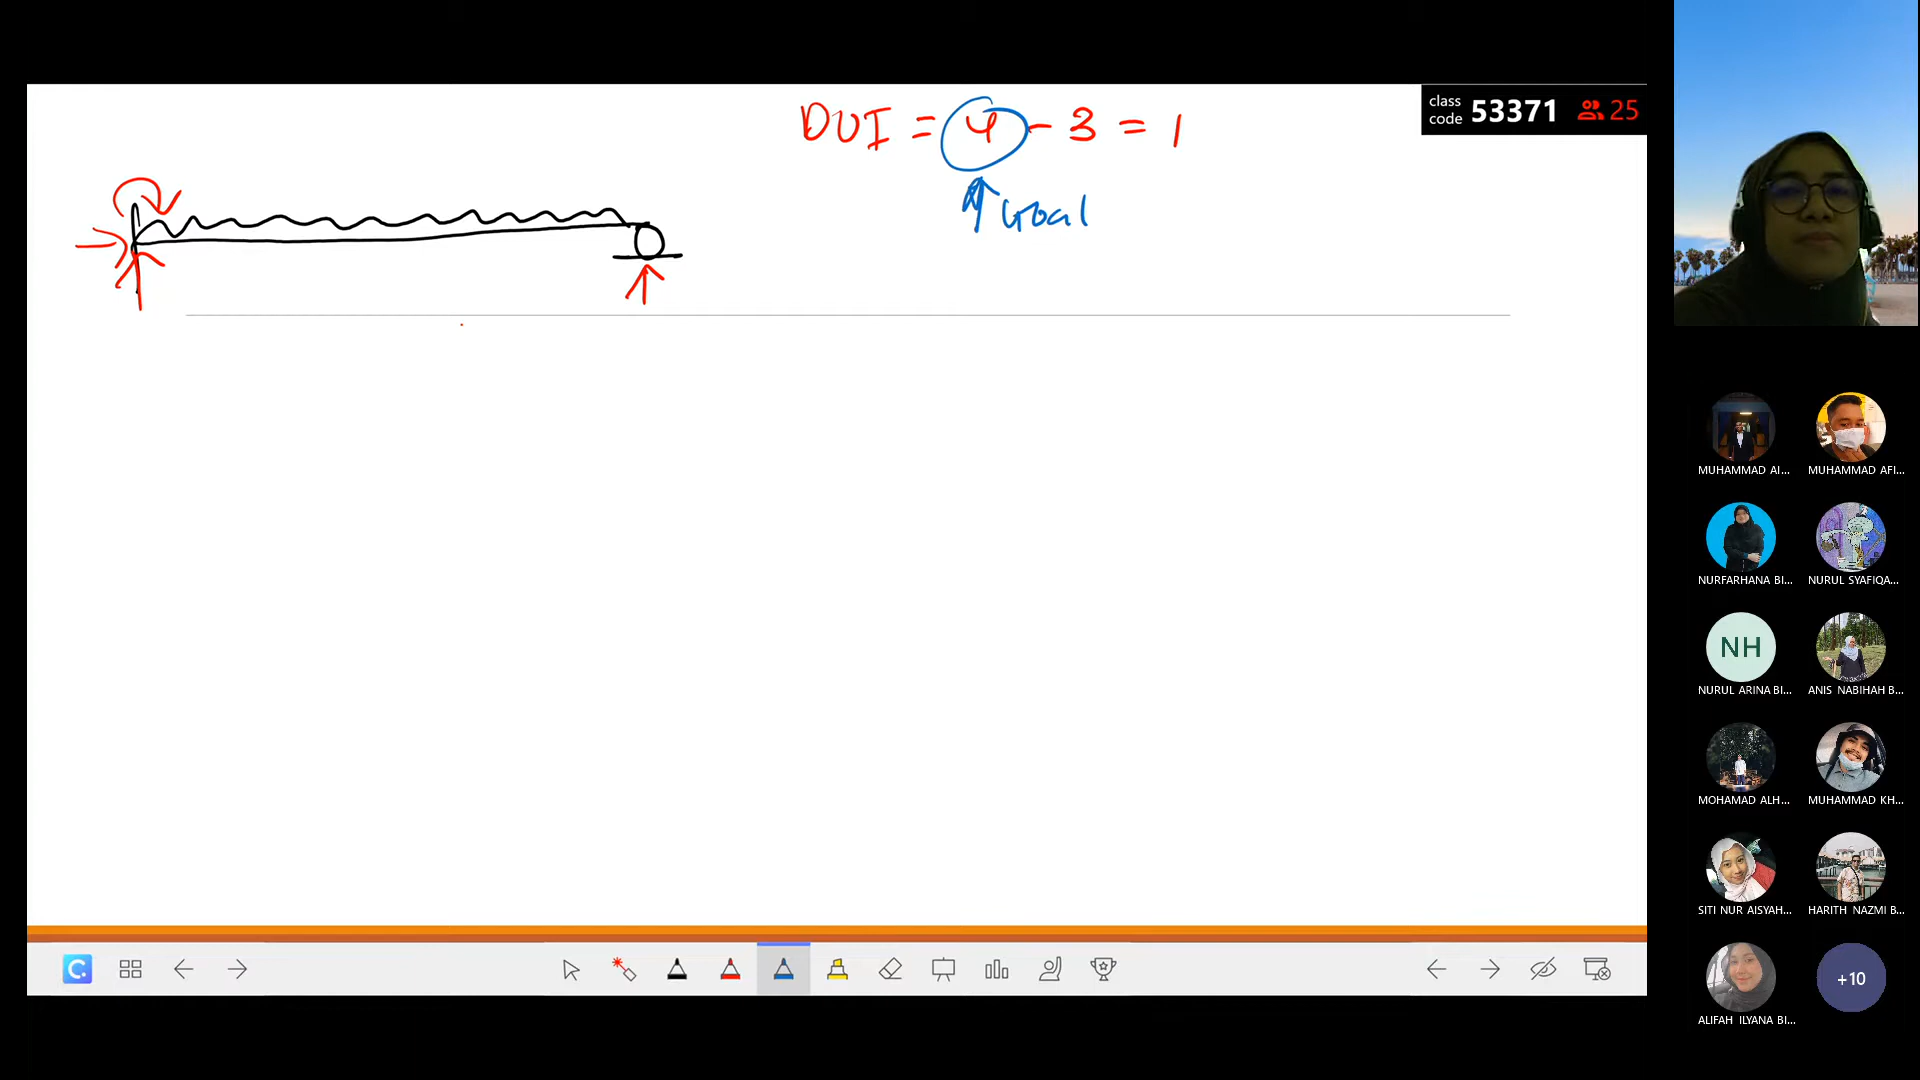 DOI = 4 - 3 = 1
Goal
class code 53371 25
MUHAMMAD AI...
MUHAMMAD AFI...
NURFARHANA BI...
NURUL SYAFIQA...
NH
NURUL ARINA BI...
ANIS NABIHAH B...
MOHAMAD ALH...
MUHAMMAD KH...
SITI NUR AISYAH...
HARITH NAZMI B...
ALIFAH ILYANA BI...
+10
C.